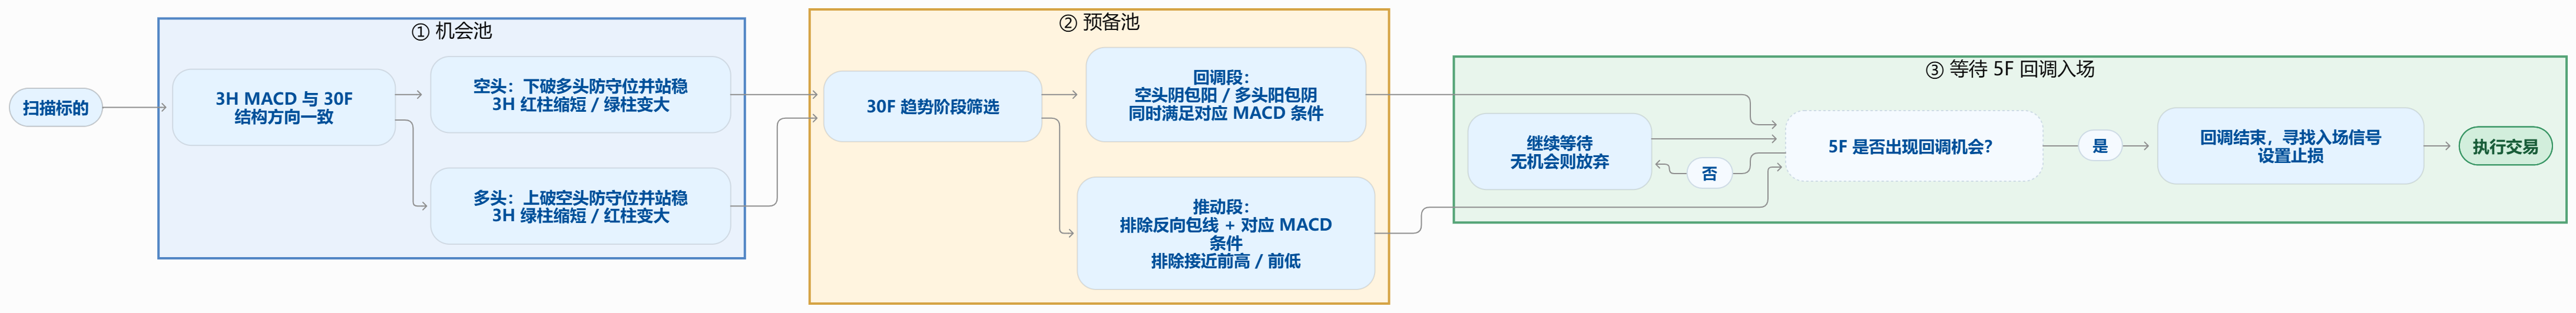 扫描标的
① 机会池
3H MACD 与 30F
结构方向一致
空头：下破多头防守位并站稳
3H 红柱缩短 / 绿柱变大
多头：上破空头防守位并站稳
3H 绿柱缩短 / 红柱变大
② 预备池
30F 趋势阶段筛选
回调段：
空头阴包阳 / 多头阳包阴
同时满足对应 MACD 条件
推动段：
排除反向包线 + 对应 MACD
条件
排除接近前高 / 前低
③ 等待 5F 回调入场
继续等待
无机会则放弃
否
5F 是否出现回调机会？
是
回调结束，寻找入场信号
设置止损
执行交易